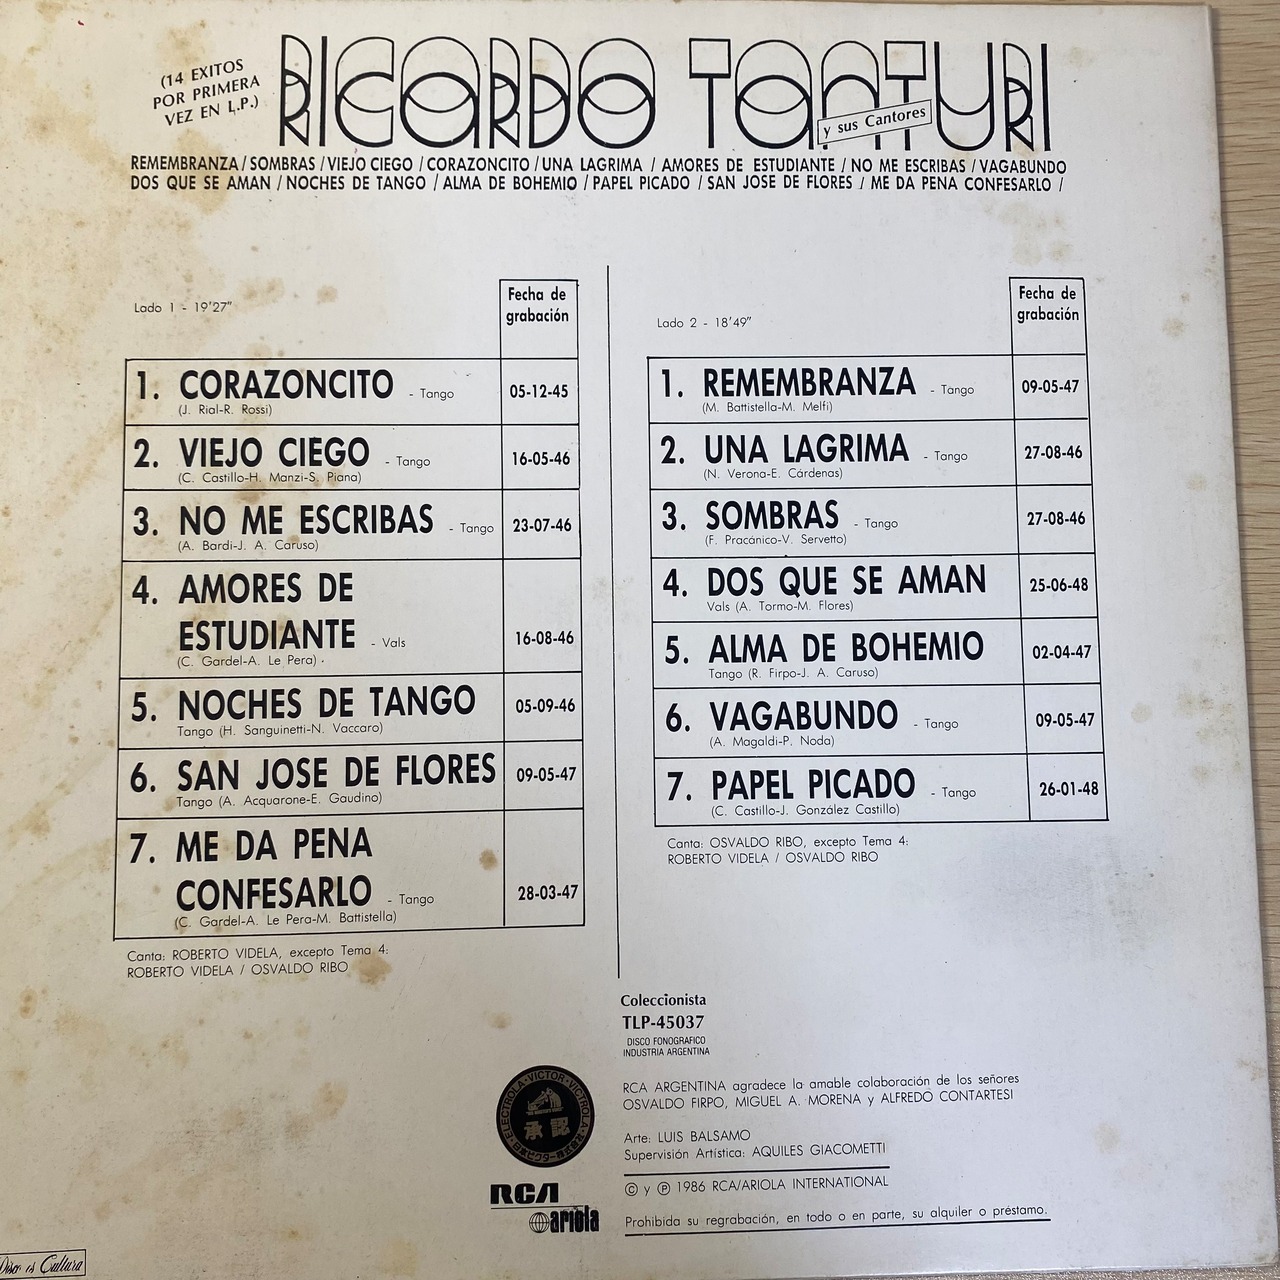 (14 EXITOS
POR PRIMERA
VEZ EN L.P.)
RICARDO TANTURI
y sus Cantores
REMEMBRANZA / SOMBRAS / VIEJO CIEGO / CORAZONCITO / UNA LAGRIMA / AMORES DE ESTUDIANTE / NO ME ESCRIBAS / VAGABUNDO
DOS QUE SE AMAN / NOCHES DE TANGO / ALMA DE BOHEMIO / PAPEL PICADO / SAN JOSE DE FLORES / ME DA PENA CONFESARLO /
Lado 1 - 19'27"
Fecha de
grabación
1. CORAZONCITO - Tango 05-12-45
(J. Rial-R. Rossi)
2. VIEJO CIEGO - Tango 16-05-46
(C. Castillo-H. Manzi-S. Piana)
3. NO ME ESCRIBAS - Tango 23-07-46
(A. Bardi-J. A. Caruso)
4. AMORES DE
ESTUDIANTE - Vals 16-08-46
(C. Gardel-A. Le Pera)
5. NOCHES DE TANGO 05-09-46
Tango (H. Sanguinetti-N. Vaccaro)
6. SAN JOSE DE FLORES 09-05-47
Tango (A. Acquarone-E. Gaudino)
7. ME DA PENA
CONFESARLO - Tango 28-03-47
(C. Gardel-A. Le Pera-M. Battistella)
Canta: ROBERTO VIDELA, excepto Tema 4:
ROBERTO VIDELA / OSVALDO RIBO
Lado 2 - 18'49"
Fecha de
grabación
1. REMEMBRANZA - Tango 09-05-47
(M. Battistella-M. Melfi)
2. UNA LAGRIMA - Tango 27-08-46
(N. Verona-E. Cárdenas)
3. SOMBRAS - Tango 27-08-46
(F. Pracánico-V. Servetto)
4. DOS QUE SE AMAN 25-06-48
Vals (A. Tormo-M. Flores)
5. ALMA DE BOHEMIO 02-04-47
Tango (R. Firpo-J. A. Caruso)
6. VAGABUNDO - Tango 09-05-47
(A. Magaldi-P. Noda)
7. PAPEL PICADO - Tango 26-01-48
(C. Castillo-J. González Castillo)
Canta: OSVALDO RIBO, excepto Tema 4:
ROBERTO VIDELA / OSVALDO RIBO
Coleccionista
TLP-45037
DISCO FONOGRAFICO
INDUSTRIA ARGENTINA
RCA ARGENTINA agradece la amable colaboración de los señores
OSVALDO FIRPO, MIGUEL A. MORENA y ALFREDO CONTARTESI
ELECTROLA · VICTOR · VICTROLA
承認
日本ビクター株式会社
Arte: LUIS BALSAMO
Supervisión Artística: AQUILES GIACOMETTI
© y ℗ 1986 RCA/ARIOLA INTERNATIONAL
RCA
ariola
Prohibida su regrabación, en todo o en parte, su alquiler o préstamo.
Disco es Cultura